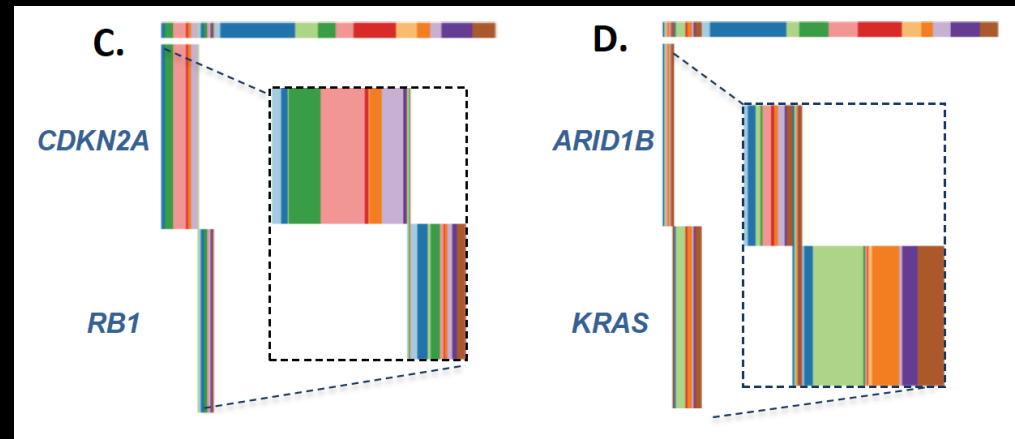 C.
CDKN2A
RB1
D.
ARID1B
KRAS